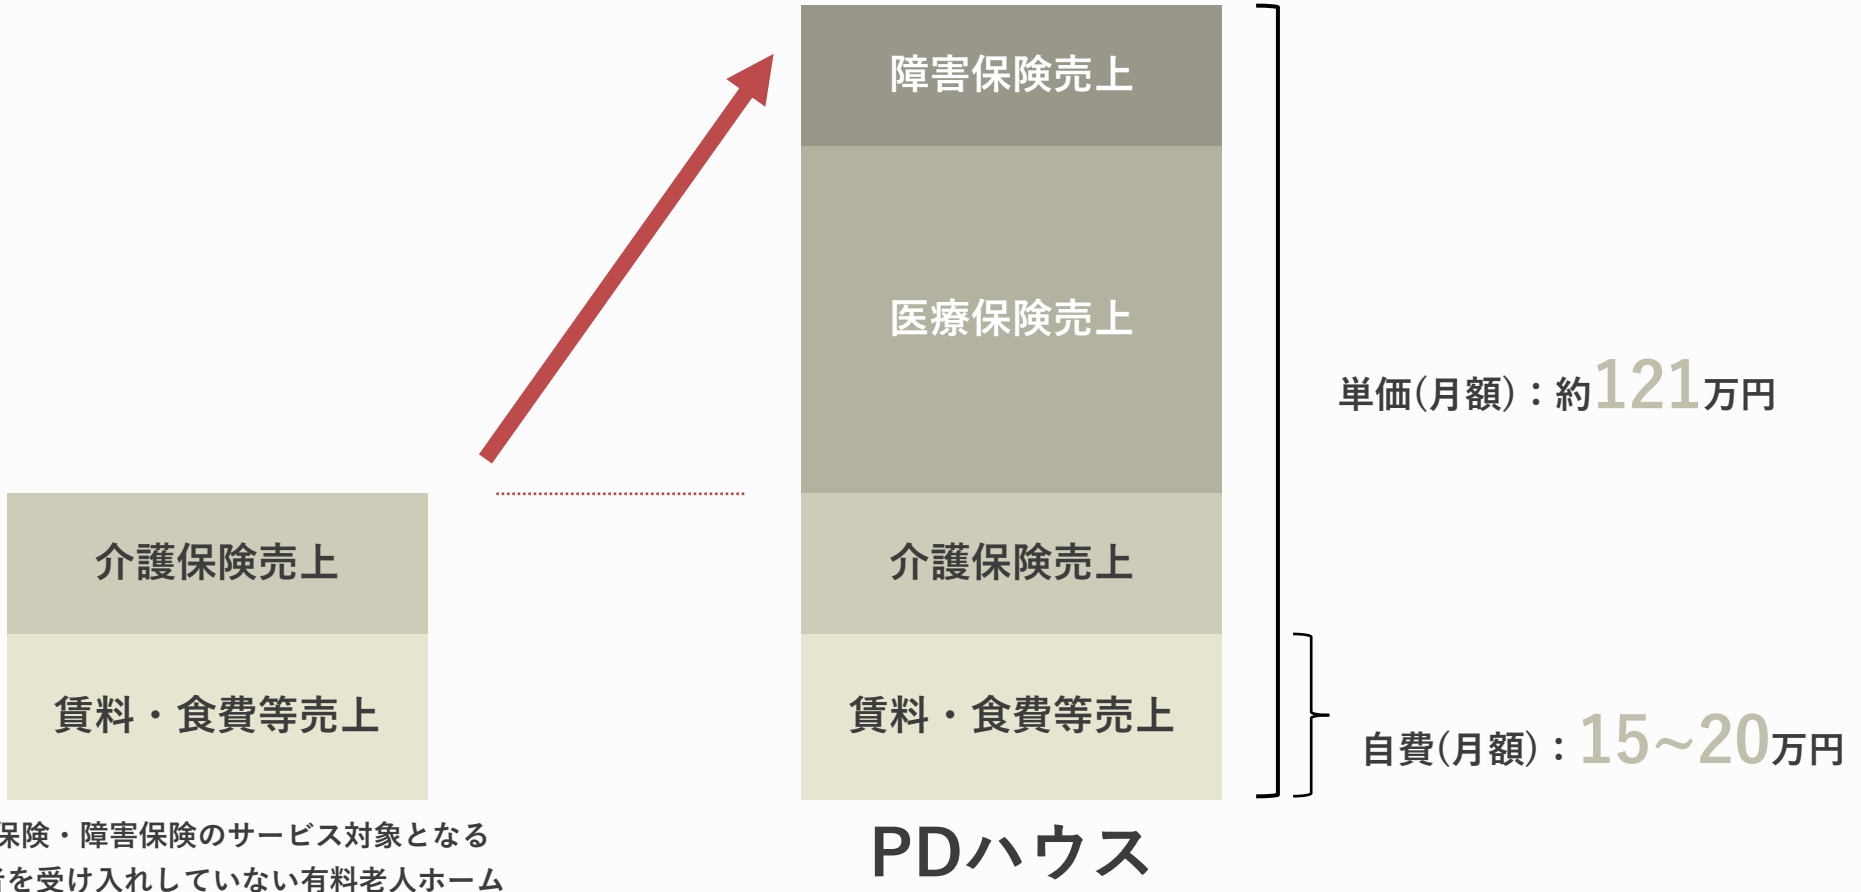 障害保険売上
医療保険売上
単価(月額)：約121万円
介護保険売上
介護保険売上
賃料・食費等売上
賃料・食費等売上
自費(月額)：15~20万円
保険・障害保険のサービス対象となる
を受け入れしていない有料老人ホーム
PDハウス